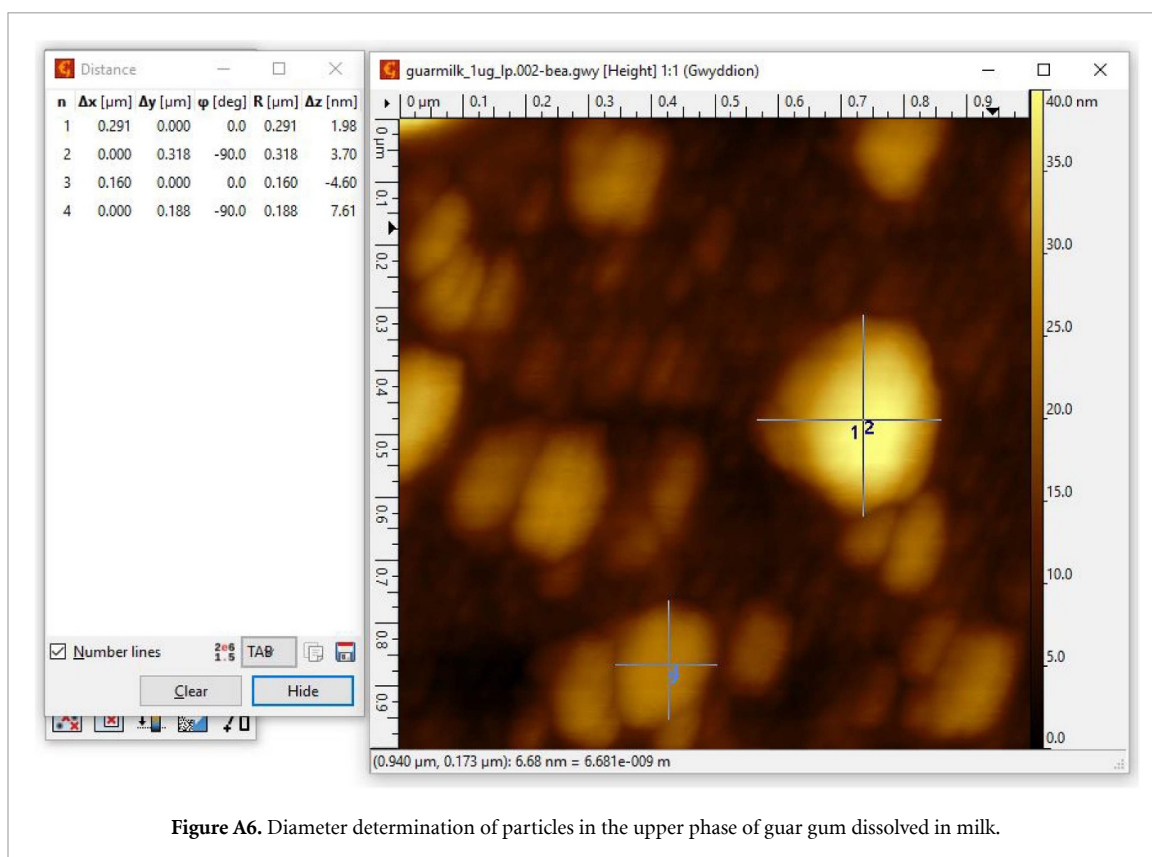 Distance
n Δx [µm] Δy [µm] φ [deg] R [µm] Δz [nm]
1 0.291 0.000 0.0 0.291 1.98
2 0.000 0.318 -90.0 0.318 3.70
3 0.160 0.000 0.0 0.160 -4.60
4 0.000 0.188 -90.0 0.188 7.61
Number lines
2e6
1.5
Clear Hide
guarmilk_1ug_lp.002-bea.gwy [Height] 1:1 (Gwyddion)
0 µm 0.1 0.2 0.3 0.4 0.5 0.6 0.7 0.8 0.9
0 µm
0.1
0.2
0.3
0.4
0.5
0.6
0.7
0.8
0.9
1 2
40.0 nm
35.0
30.0
25.0
20.0
15.0
10.0
5.0
0.0
(0.940 µm, 0.173 µm): 6.68 nm = 6.681e-009 m
Figure A6. Diameter determination of particles in the upper phase of guar gum dissolved in milk.